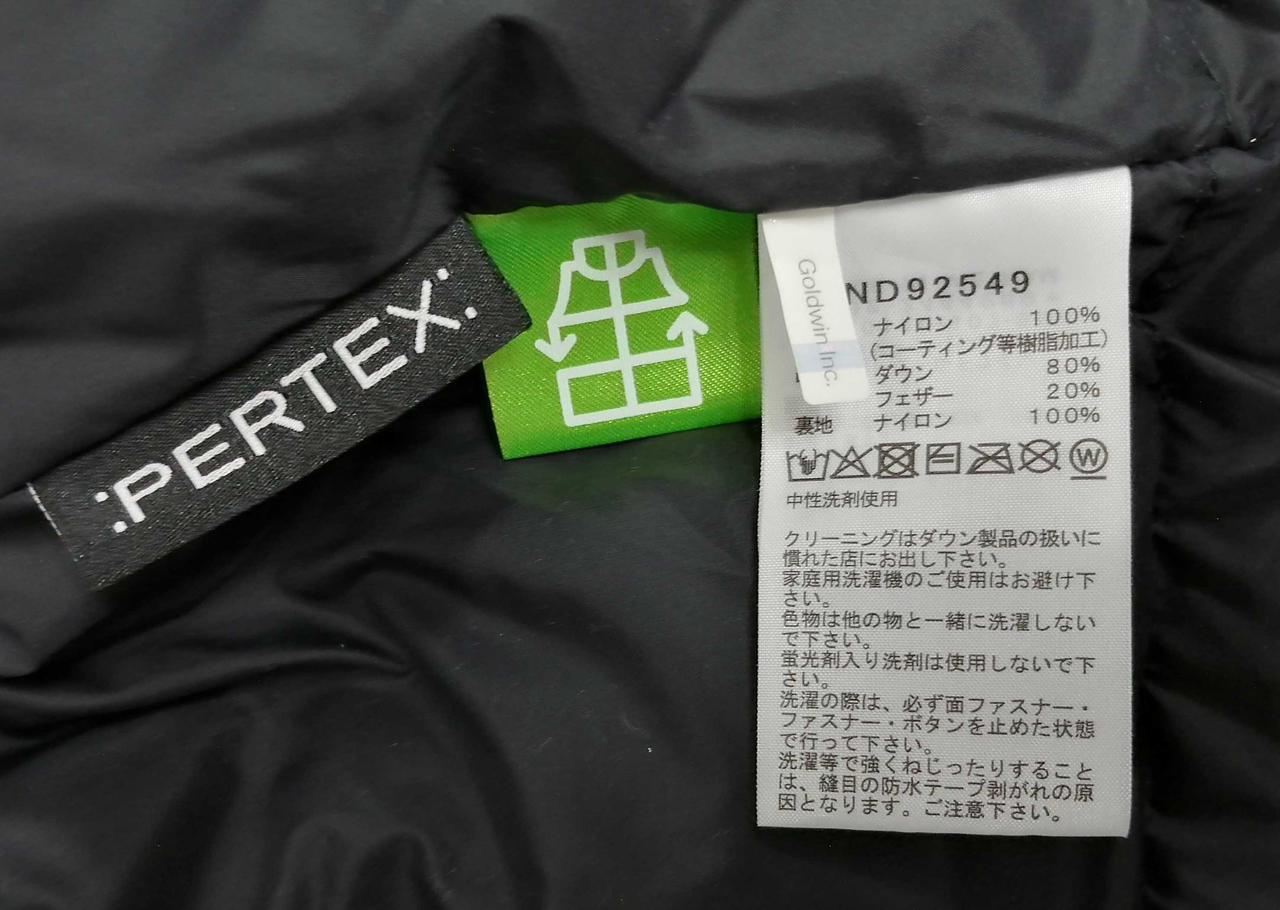 :PERTEX:
Goldwin Inc.
ND92549
ナイロン 100%
(コーティング等樹脂加工)
ダウン 80%
フェザー 20%
裏地 ナイロン 100%
W
中性洗剤使用
クリーニングはダウン製品の扱いに
慣れた店にお出し下さい。
家庭用洗濯機のご使用はお避け下
さい。
色物は他の物と一緒に洗濯しない
で下さい。
蛍光剤入り洗剤は使用しないで下
さい。
洗濯の際は、必ず面ファスナー・
ファスナー・ボタンを止めた状態
で行って下さい。
洗濯等で強くねじったりすること
は、縫目の防水テープ剥がれの原
因となります。ご注意下さい。